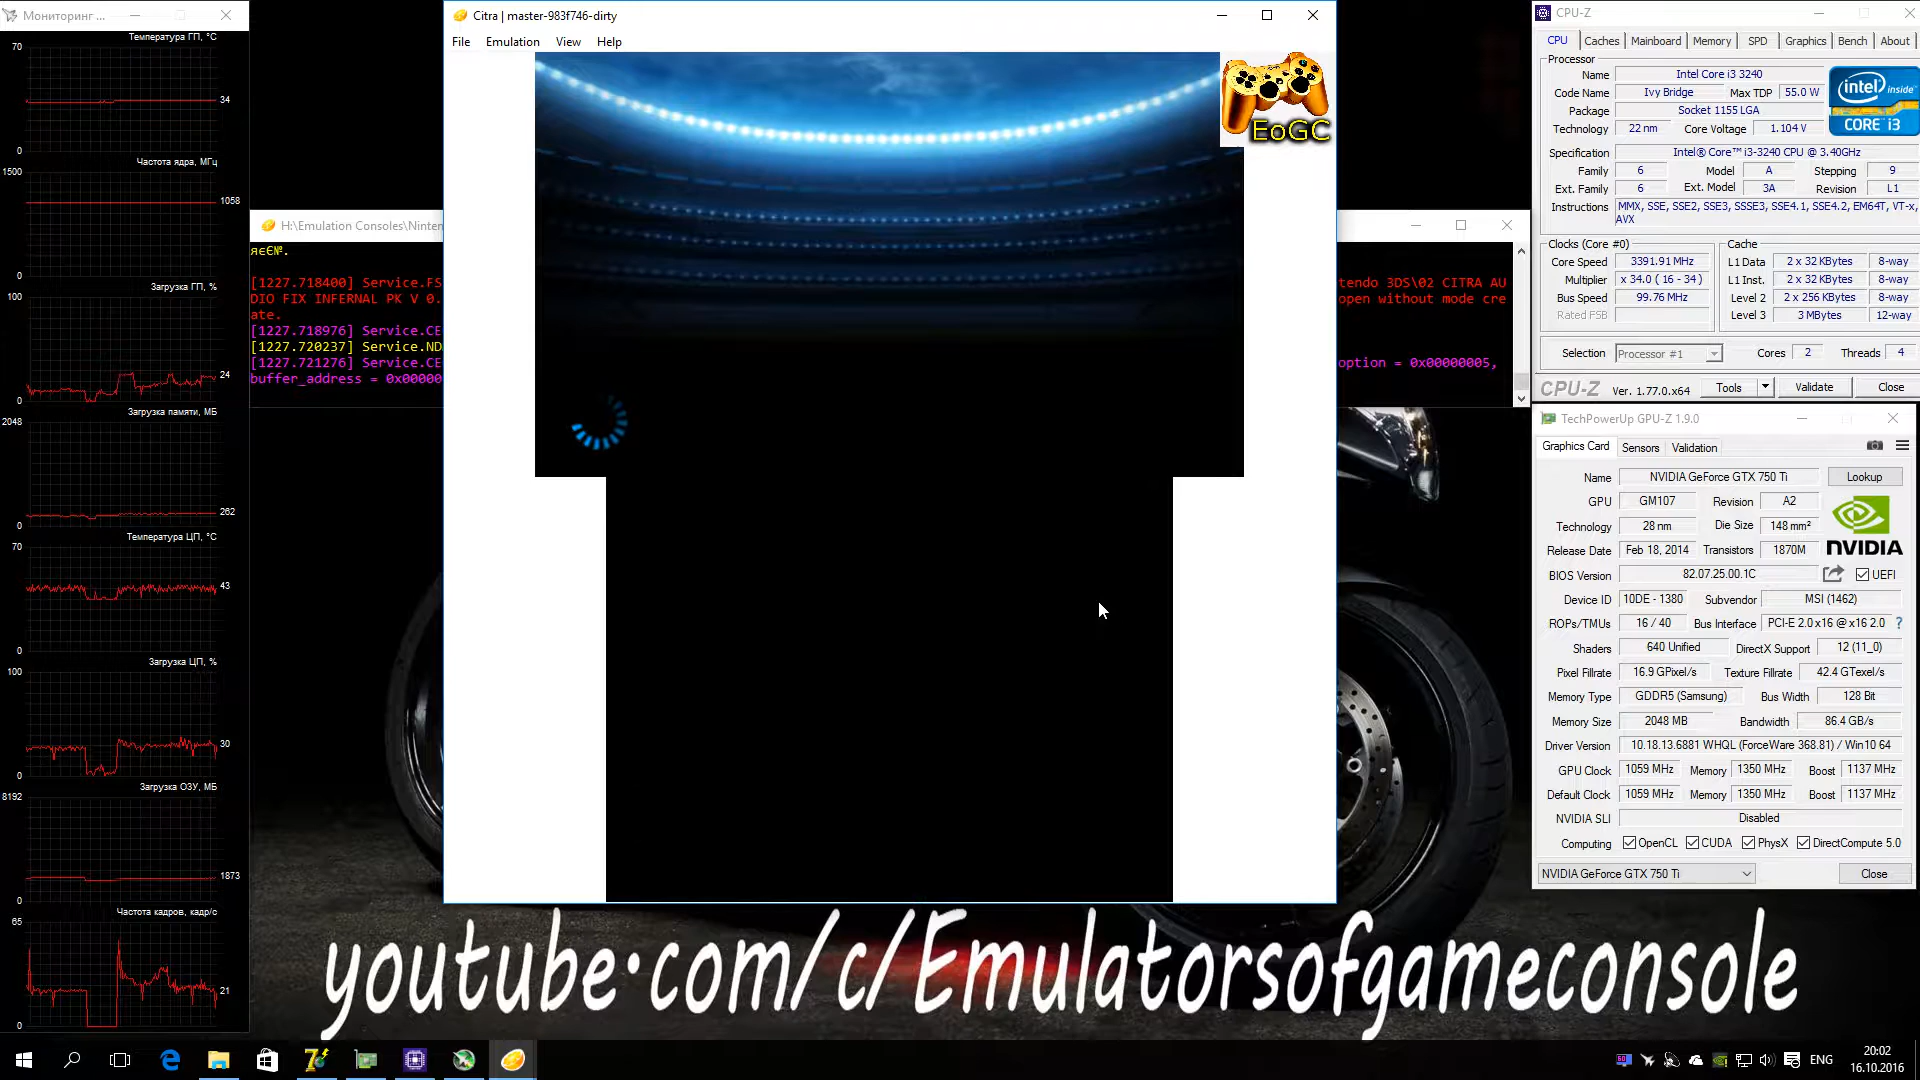 Мониторинг ...
Температура ГП, °C
70
34
0
Частота ядра, МГц
1500
1058
0
Загрузка ГП, %
100
24
0
Загрузка памяти, МБ
2048
262
0
Температура ЦП, °C
70
43
0
Загрузка ЦП, %
100
30
0
Загрузка ОЗУ, МБ
8192
1873
0
Частота кадров, кадр/с
65
21
0
H:\Emulation Consoles\Ninten
яєЄ№.
[1227.718400] Service.FS
DIO FIX INFERNAL PK V 0.
ate.
[1227.718976] Service.CE
[1227.720237] Service.ND
[1227.721276] Service.CE
buffer_address = 0x00000
Citra | master-983f746-dirty
File Emulation View Help
EoGC
tendo 3DS\02 CITRA AU
open without mode cre
option = 0x00000005,
CPU-Z
CPU Caches Mainboard Memory SPD Graphics Bench About
Processor
Name Intel Core i3 3240
Code Name Ivy Bridge Max TDP 55.0 W
Package Socket 1155 LGA
Technology 22 nm Core Voltage 1.104 V
intel inside™
CORE i3
Specification Intel® Core™ i3-3240 CPU @ 3.40GHz
Family 6 Model A Stepping 9
Ext. Family 6 Ext. Model 3A Revision L1
Instructions MMX, SSE, SSE2, SSE3, SSSE3, SSE4.1, SSE4.2, EM64T, VT-x,
AVX
Clocks (Core #0) Cache
Core Speed 3391.91 MHz L1 Data 2 x 32 KBytes 8-way
Multiplier x 34.0 ( 16 - 34 ) L1 Inst. 2 x 32 KBytes 8-way
Bus Speed 99.76 MHz Level 2 2 x 256 KBytes 8-way
Rated FSB Level 3 3 MBytes 12-way
Selection Processor #1 Cores 2 Threads 4
CPU-Z Ver. 1.77.0.x64 Tools Validate Close
TechPowerUp GPU-Z 1.9.0
Graphics Card Sensors Validation
Name NVIDIA GeForce GTX 750 Ti Lookup
GPU GM107 Revision A2
Technology 28 nm Die Size 148 mm²
Release Date Feb 18, 2014 Transistors 1870M
NVIDIA
BIOS Version 82.07.25.00.1C UEFI
Device ID 10DE - 1380 Subvendor MSI (1462)
ROPs/TMUs 16 / 40 Bus Interface PCI-E 2.0 x16 @ x16 2.0 ?
Shaders 640 Unified DirectX Support 12 (11_0)
Pixel Fillrate 16.9 GPixel/s Texture Fillrate 42.4 GTexel/s
Memory Type GDDR5 (Samsung) Bus Width 128 Bit
Memory Size 2048 MB Bandwidth 86.4 GB/s
Driver Version 10.18.13.6881 WHQL (ForceWare 368.81) / Win10 64
GPU Clock 1059 MHz Memory 1350 MHz Boost 1137 MHz
Default Clock 1059 MHz Memory 1350 MHz Boost 1137 MHz
NVIDIA SLI Disabled
Computing OpenCL CUDA PhysX DirectCompute 5.0
NVIDIA GeForce GTX 750 Ti Close
youtube.com/c/Emulatorsofgameconsole
60 ENG
20:02
16.10.2016